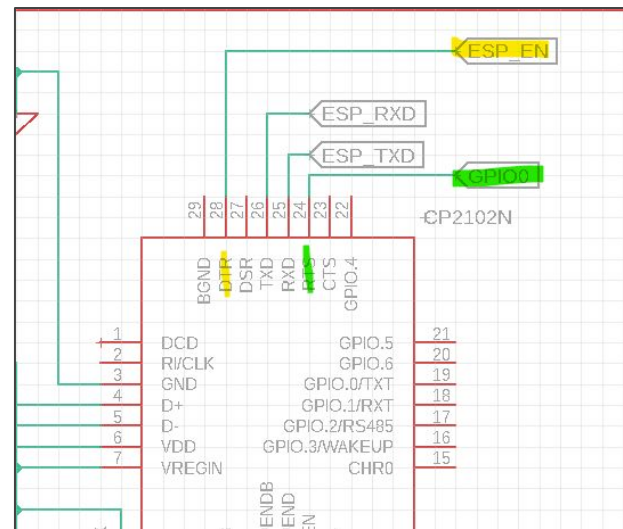 ESP_EN
ESP_RXD
ESP_TXD
GPIO0
29 28 27 26 25 24 23 22
CP2102N
BGND DTR DSR TXD RXD RTS CTS GPIO.4
1 DCD GPIO.5 21
2 RI/CLK GPIO.6 20
3 GND GPIO.0/TXT 19
4 D+ GPIO.1/RXT 18
5 D- GPIO.2/RS485 17
6 VDD GPIO.3/WAKEUP 16
7 VREGIN CHR0 15
ENDB END EN